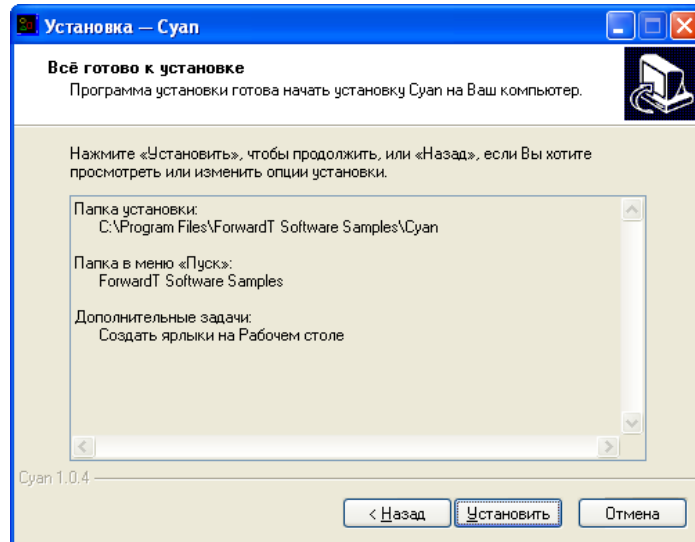 Установка — Cyan
Всё готово к установке
Программа установки готова начать установку Cyan на Ваш компьютер.
Нажмите «Установить», чтобы продолжить, или «Назад», если Вы хотите
просмотреть или изменить опции установки.
Папка установки:
C:\Program Files\ForwardT Software Samples\Cyan
Папка в меню «Пуск»:
ForwardT Software Samples
Дополнительные задачи:
Создать ярлыки на Рабочем столе
Cyan 1.0.4
< Назад
Установить
Отмена